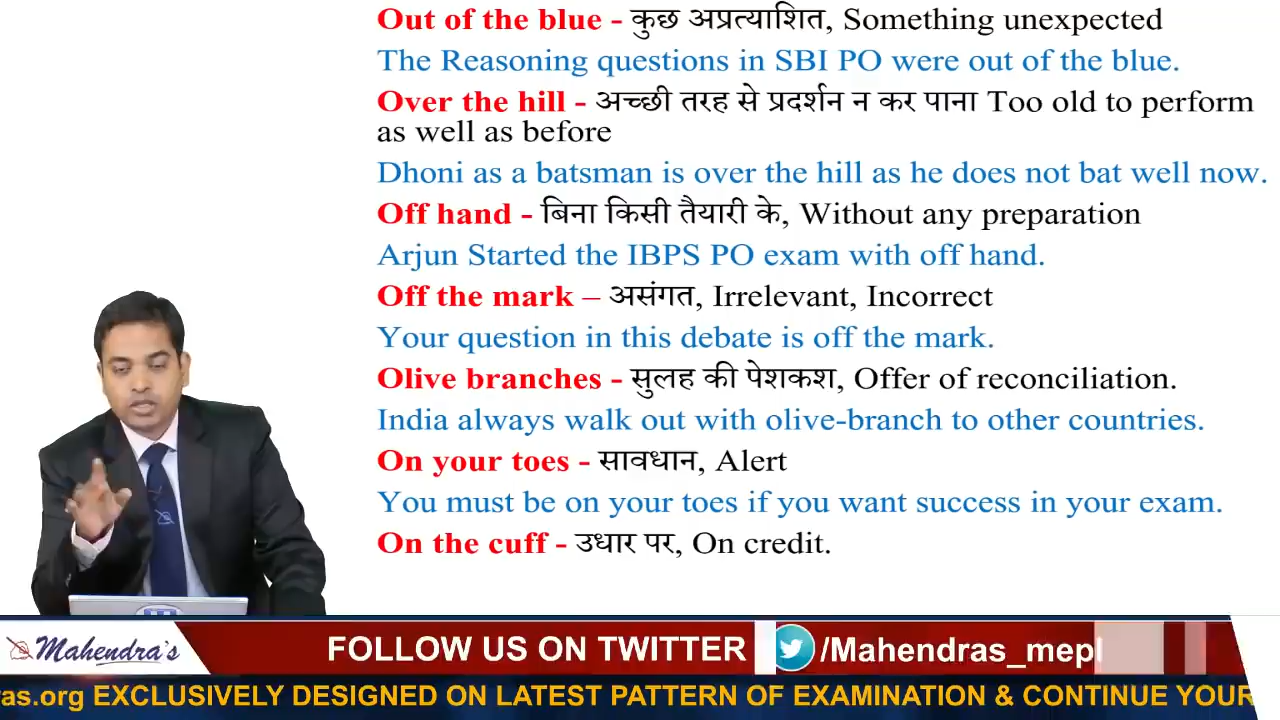 Out of the blue - कुछ अप्रत्याशित, Something unexpected
The Reasoning questions in SBI PO were out of the blue.
Over the hill - अच्छी तरह से प्रदर्शन न कर पाना Too old to perform
as well as before
Dhoni as a batsman is over the hill as he does not bat well now.
Off hand - बिना किसी तैयारी के, Without any preparation
Arjun Started the IBPS PO exam with off hand.
Off the mark – असंगत, Irrelevant, Incorrect
Your question in this debate is off the mark.
Olive branches - सुलह की पेशकश, Offer of reconciliation.
India always walk out with olive-branch to other countries.
On your toes - सावधान, Alert
You must be on your toes if you want success in your exam.
On the cuff - उधार पर, On credit.
Mahendra's
FOLLOW US ON TWITTER
/Mahendras_mepl
ras.org EXCLUSIVELY DESIGNED ON LATEST PATTERN OF EXAMINATION & CONTINUE YOUR